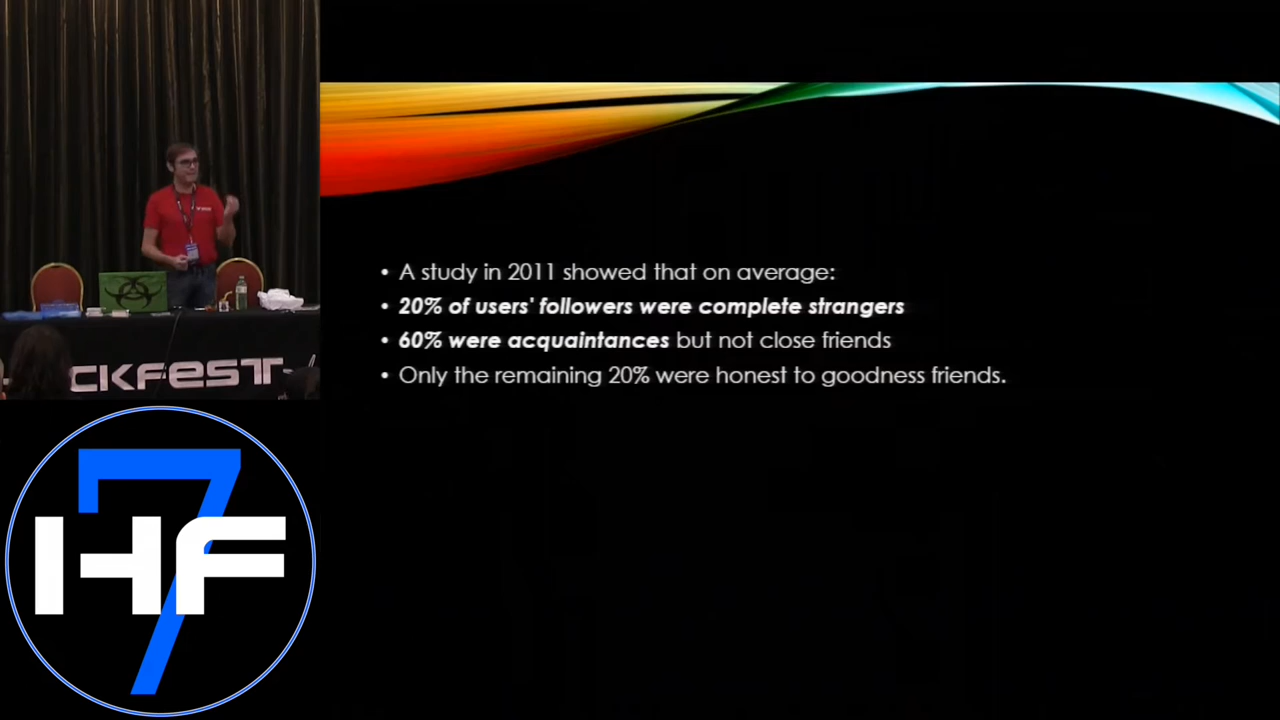 • A study in 2011 showed that on average:
• 20% of users' followers were complete strangers
• 60% were acquaintances but not close friends
• Only the remaining 20% were honest to goodness friends.
CKFEST
7
HF